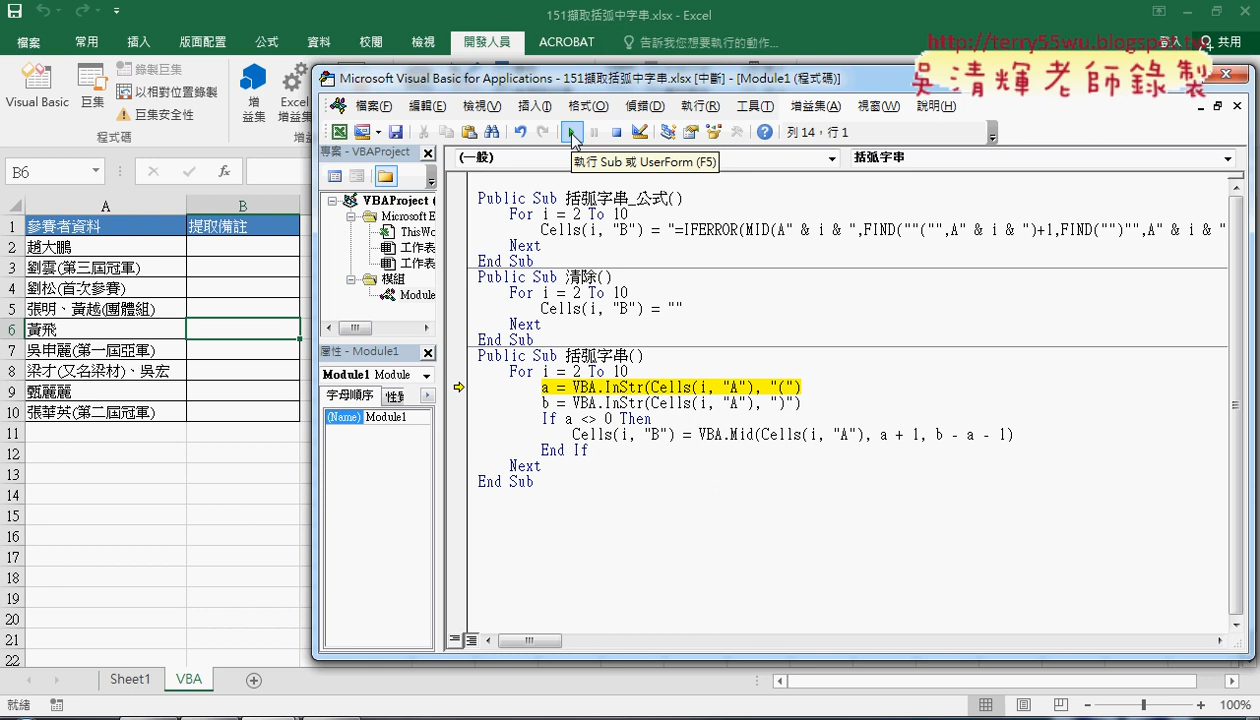 151擷取括弧中字串.xlsx - Excel
檔案 常用 插入 版面配置 公式 資料 校閱 檢視 開發人員 ACROBAT 告訴我您想要執行的動作... 登入 共用
http://terry55wu.blogspot.tw
吳清輝老師錄製
Visual Basic 巨集 錄製巨集 以相對位置錄製 巨集安全性 增益集 Excel 增益集
程式碼
B6 fx
A B
1 參賽者資料 提取備註
2 趙大鵬
3 劉雲(第三屆冠軍)
4 劉松(首次參賽)
5 張明、黃越(團體組)
6 黃飛
7 吳申麗(第一屆亞軍)
8 梁才(又名梁材)、吳宏
9 甄麗麗
10 張華英(第二屆冠軍)
11
12
13
14
15
16
17
18
19
20
21
22
Sheet1 VBA
就緒 100%
Microsoft Visual Basic for Applications - 151擷取括弧中字串.xlsx [中斷] - [Module1 (程式碼)]
檔案(F) 編輯(E) 檢視(V) 插入(I) 格式(O) 偵錯(D) 執行(R) 工具(T) 增益集(A) 視窗(W) 說明(H)
列 14，行 1
執行 Sub 或 UserForm (F5)
專案 - VBAProject
VBAProject (
Microsoft E
ThisWo
工作表
工作表
模組
Module
屬性 - Module1
Module1 Module
字母順序
(Name) Module1
(一般) 括弧字串
Public Sub 括弧字串_公式()
For i = 2 To 10
Cells(i, "B") = "=IFERROR(MID(A" & i & ",FIND(""("",A" & i & ")+1,FIND("")"",A" & i & "
Next
End Sub
Public Sub 清除()
For i = 2 To 10
Cells(i, "B") = ""
Next
End Sub
Public Sub 括弧字串()
For i = 2 To 10
a = VBA.InStr(Cells(i, "A"), "(")
b = VBA.InStr(Cells(i, "A"), ")")
If a <> 0 Then
Cells(i, "B") = VBA.Mid(Cells(i, "A"), a + 1, b - a - 1)
End If
Next
End Sub